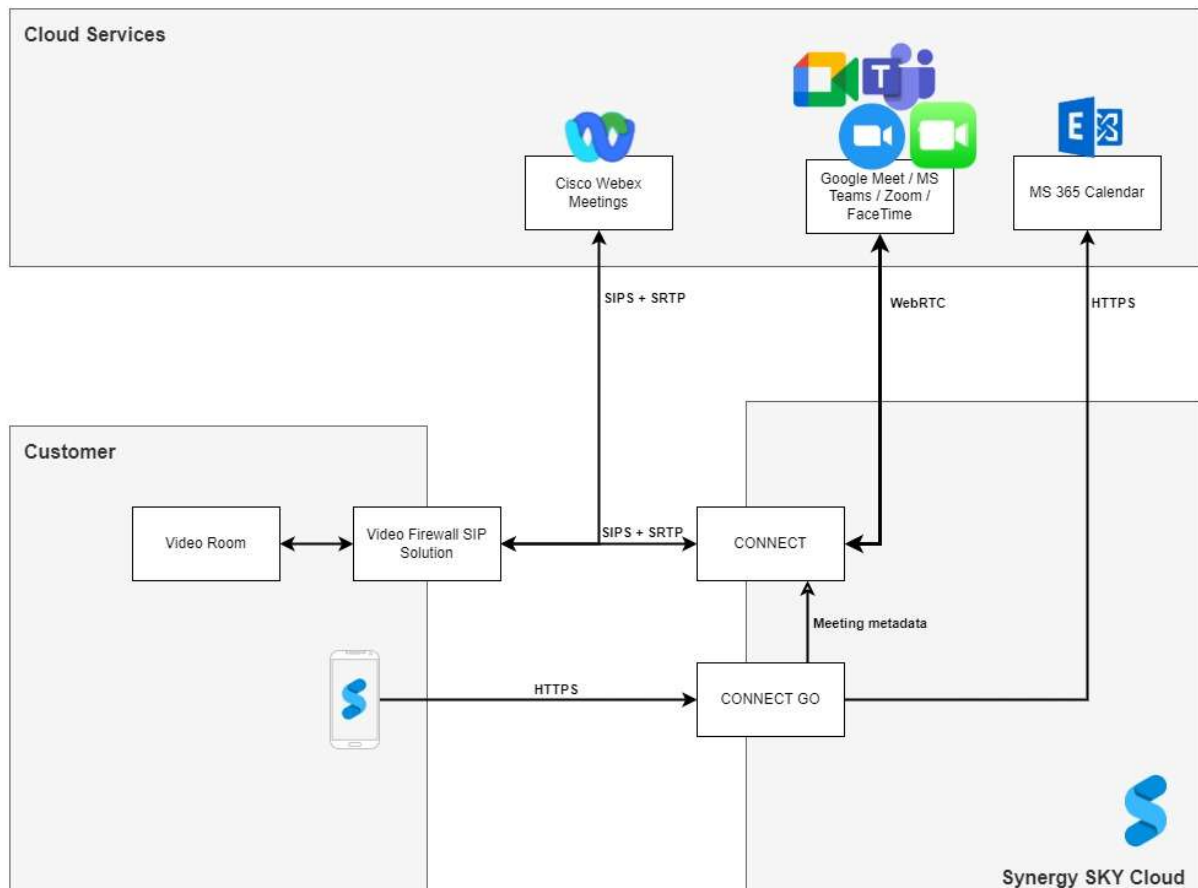 Cloud Services
T
E
Cisco Webex
Meetings
Google Meet / MS
Teams / Zoom /
FaceTime
MS 365 Calendar
SIPS + SRTP
WebRTC
HTTPS
Customer
Video Room
Video Firewall SIP
Solution
SIPS + SRTP
CONNECT
Meeting metadata
HTTPS
CONNECT GO
Synergy SKY Cloud